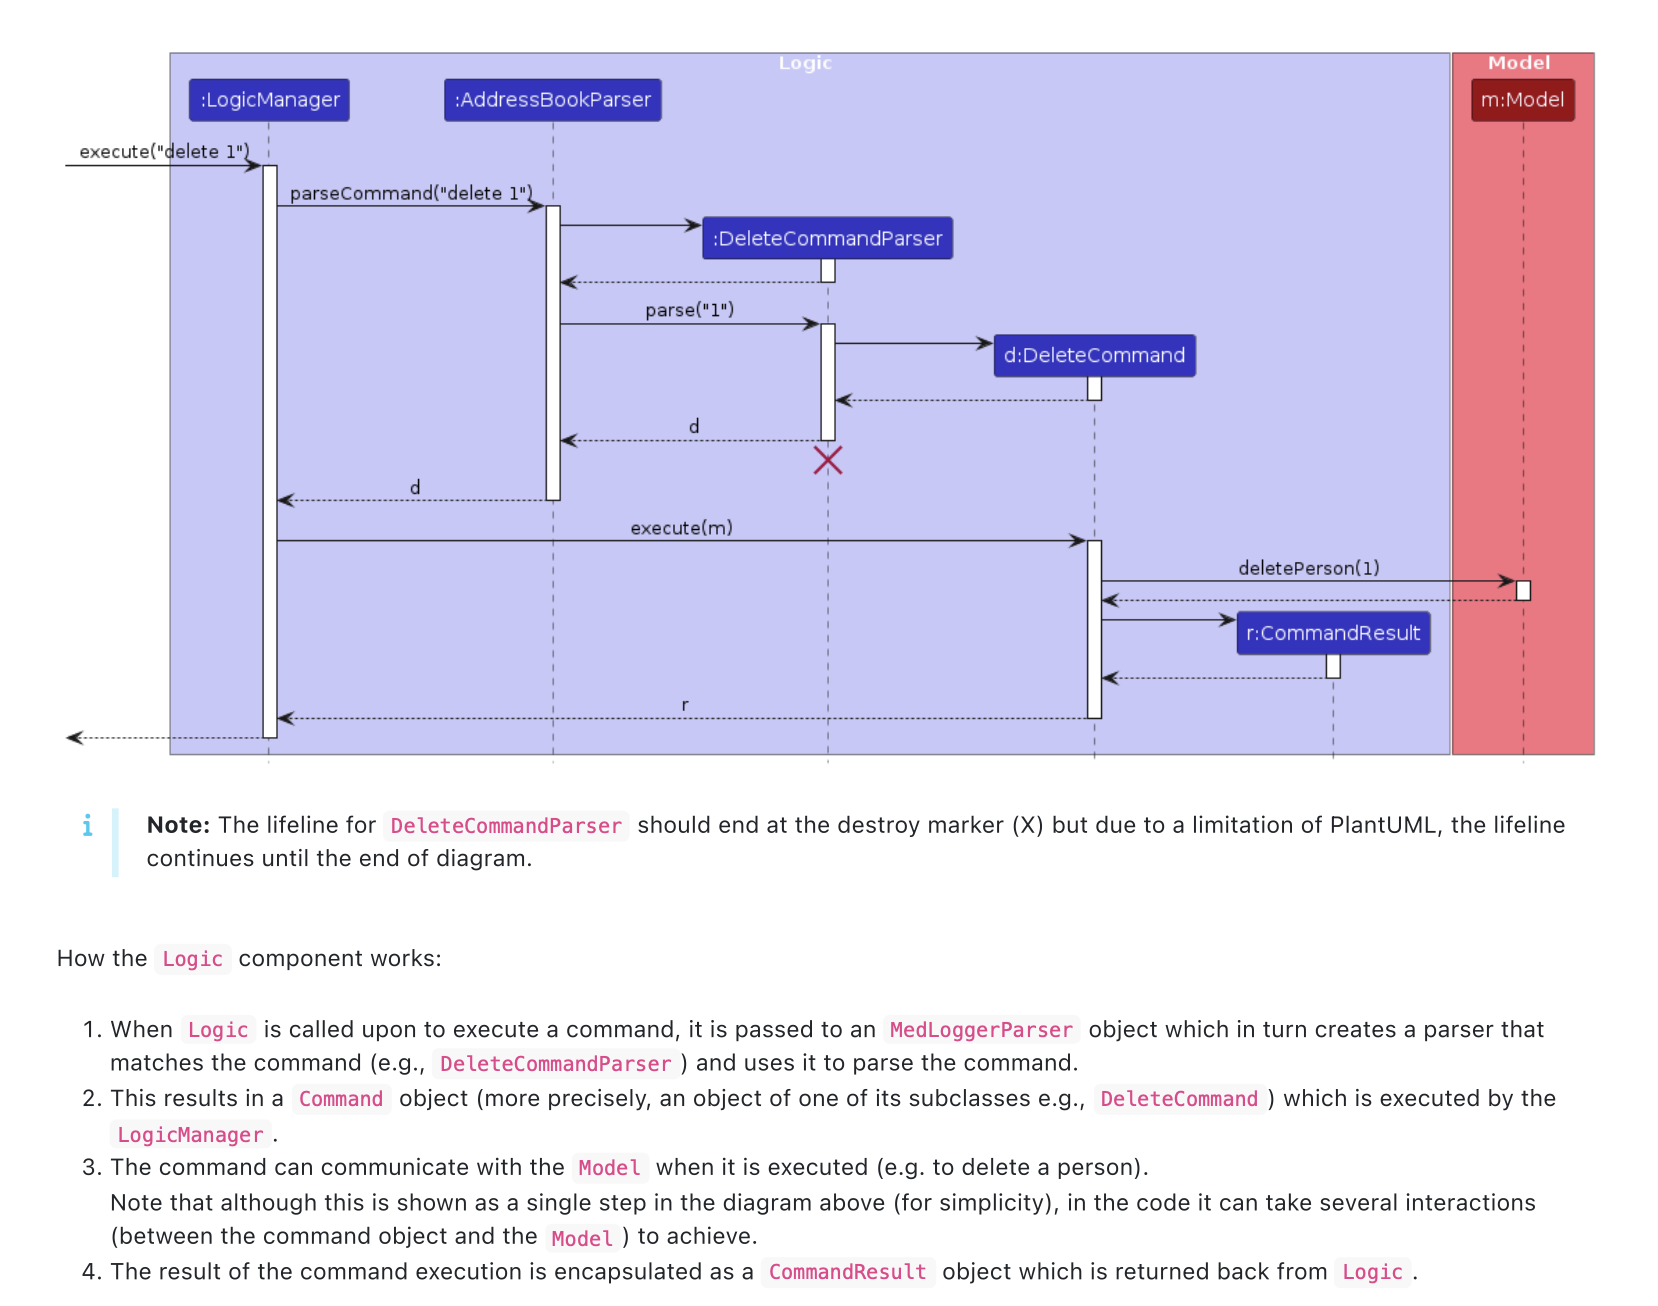 Logic
Model
:LogicManager
:AddressBookParser
m:Model
execute("delete 1")
parseCommand("delete 1")
:DeleteCommandParser
parse("1")
d:DeleteCommand
d
d
execute(m)
deletePerson(1)
r:CommandResult
r
i
Note: The lifeline for DeleteCommandParser should end at the destroy marker (X) but due to a limitation of PlantUML, the lifeline
continues until the end of diagram.
How the Logic component works:
1. When Logic is called upon to execute a command, it is passed to an MedLoggerParser object which in turn creates a parser that
matches the command (e.g., DeleteCommandParser ) and uses it to parse the command.
2. This results in a Command object (more precisely, an object of one of its subclasses e.g., DeleteCommand ) which is executed by the
LogicManager .
3. The command can communicate with the Model when it is executed (e.g. to delete a person).
Note that although this is shown as a single step in the diagram above (for simplicity), in the code it can take several interactions
(between the command object and the Model ) to achieve.
4. The result of the command execution is encapsulated as a CommandResult object which is returned back from Logic .